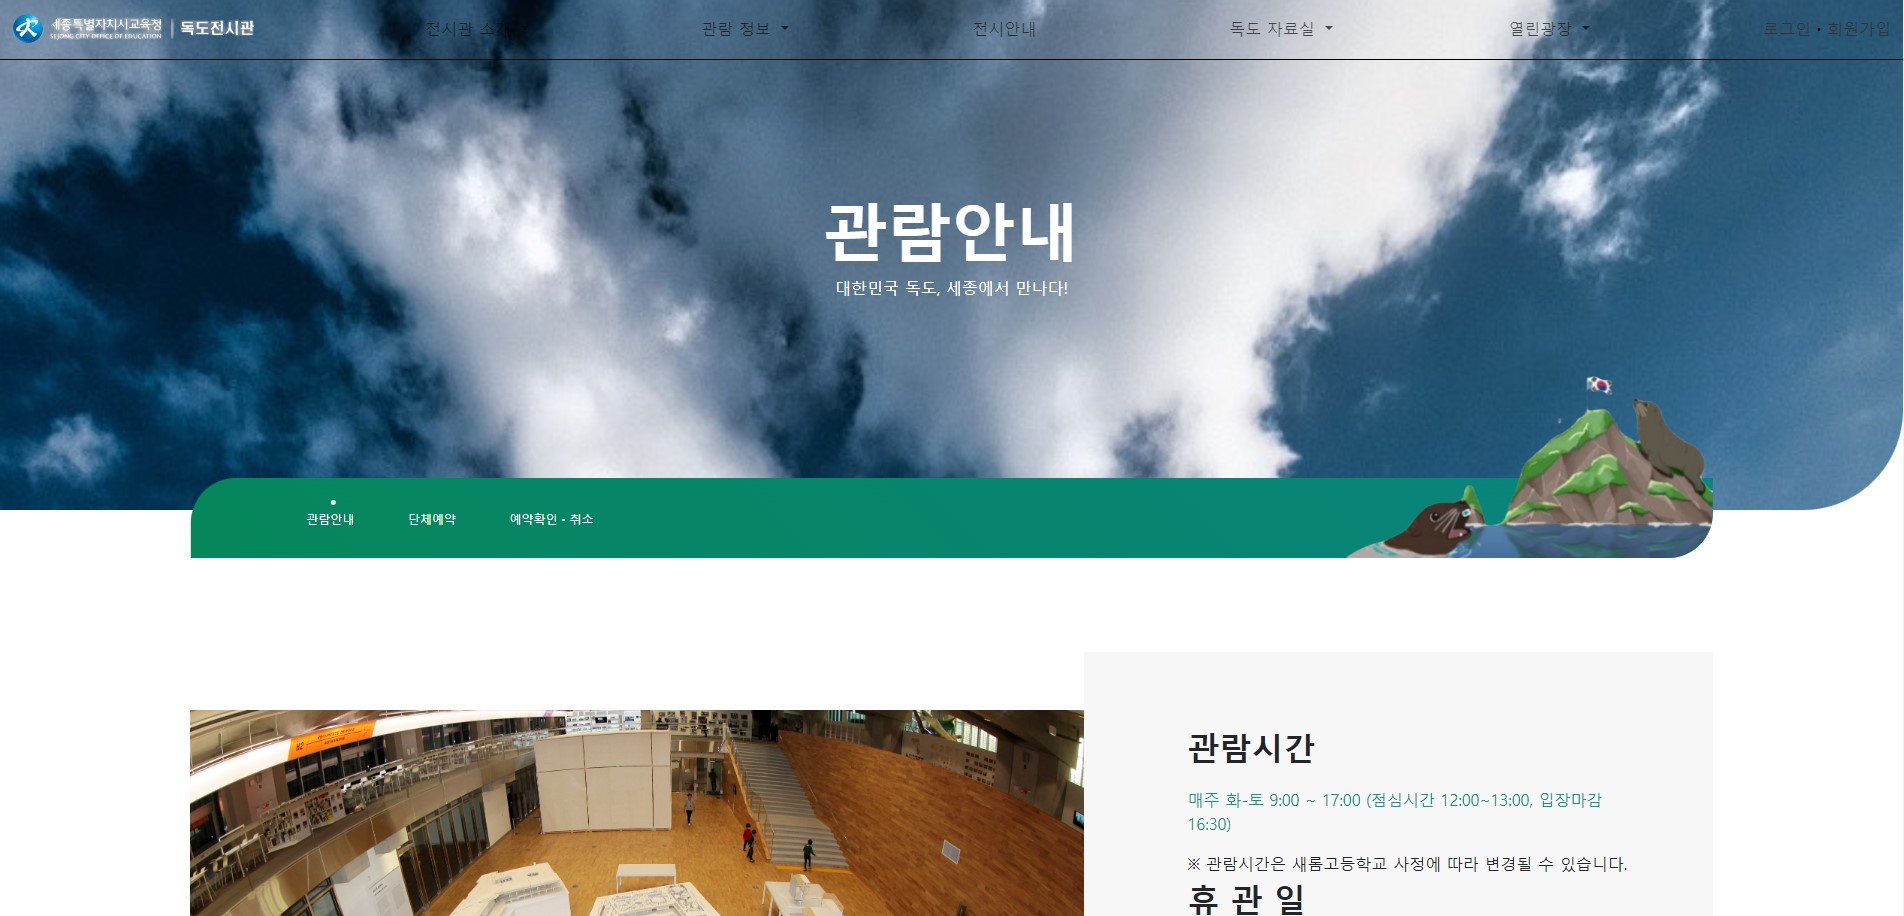 세종특별자치시교육청 | 독도전시관
SEJONG CITY OFFICE OF EDUCATION
전시관 소개
관람 정보
전시안내
독도 자료실
열린광장
로그인 • 회원가입
관람안내
대한민국 독도, 세종에서 만나다!
관람안내
단체예약
예약확인 - 취소
관람시간
매주 화-토 9:00 ~ 17:00 (점심시간 12:00~13:00, 입장마감
16:30)
※ 관람시간은 새롬고등학교 사정에 따라 변경될 수 있습니다.
휴 관 일